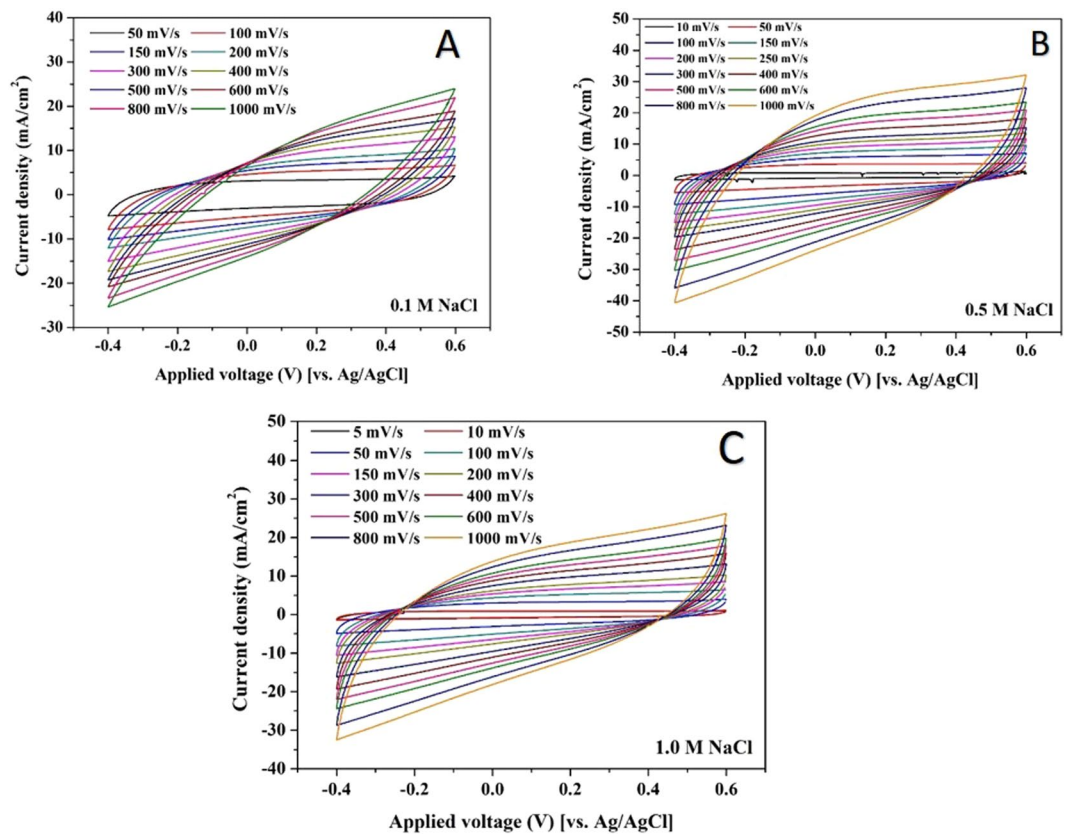 A
50 mV/s 100 mV/s
150 mV/s 200 mV/s
300 mV/s 400 mV/s
500 mV/s 600 mV/s
800 mV/s 1000 mV/s
40
30
20
10
0
-10
-20
-30
Current density (mA/cm²)
0.1 M NaCl
-0.4 -0.2 0.0 0.2 0.4 0.6
Applied voltage (V) [vs. Ag/AgCl]
B
10 mV/s 50 mV/s
100 mV/s 150 mV/s
200 mV/s 250 mV/s
300 mV/s 400 mV/s
500 mV/s 600 mV/s
800 mV/s 1000 mV/s
50
40
30
20
10
0
-10
-20
-30
-40
-50
Current density (mA/cm²)
0.5 M NaCl
-0.4 -0.2 0.0 0.2 0.4 0.6
Applied voltage (V) [vs. Ag/AgCl]
C
5 mV/s 10 mV/s
50 mV/s 100 mV/s
150 mV/s 200 mV/s
300 mV/s 400 mV/s
500 mV/s 600 mV/s
800 mV/s 1000 mV/s
50
40
30
20
10
0
-10
-20
-30
-40
Current density (mA/cm²)
1.0 M NaCl
-0.4 -0.2 0.0 0.2 0.4 0.6
Applied voltage (V) [vs. Ag/AgCl]